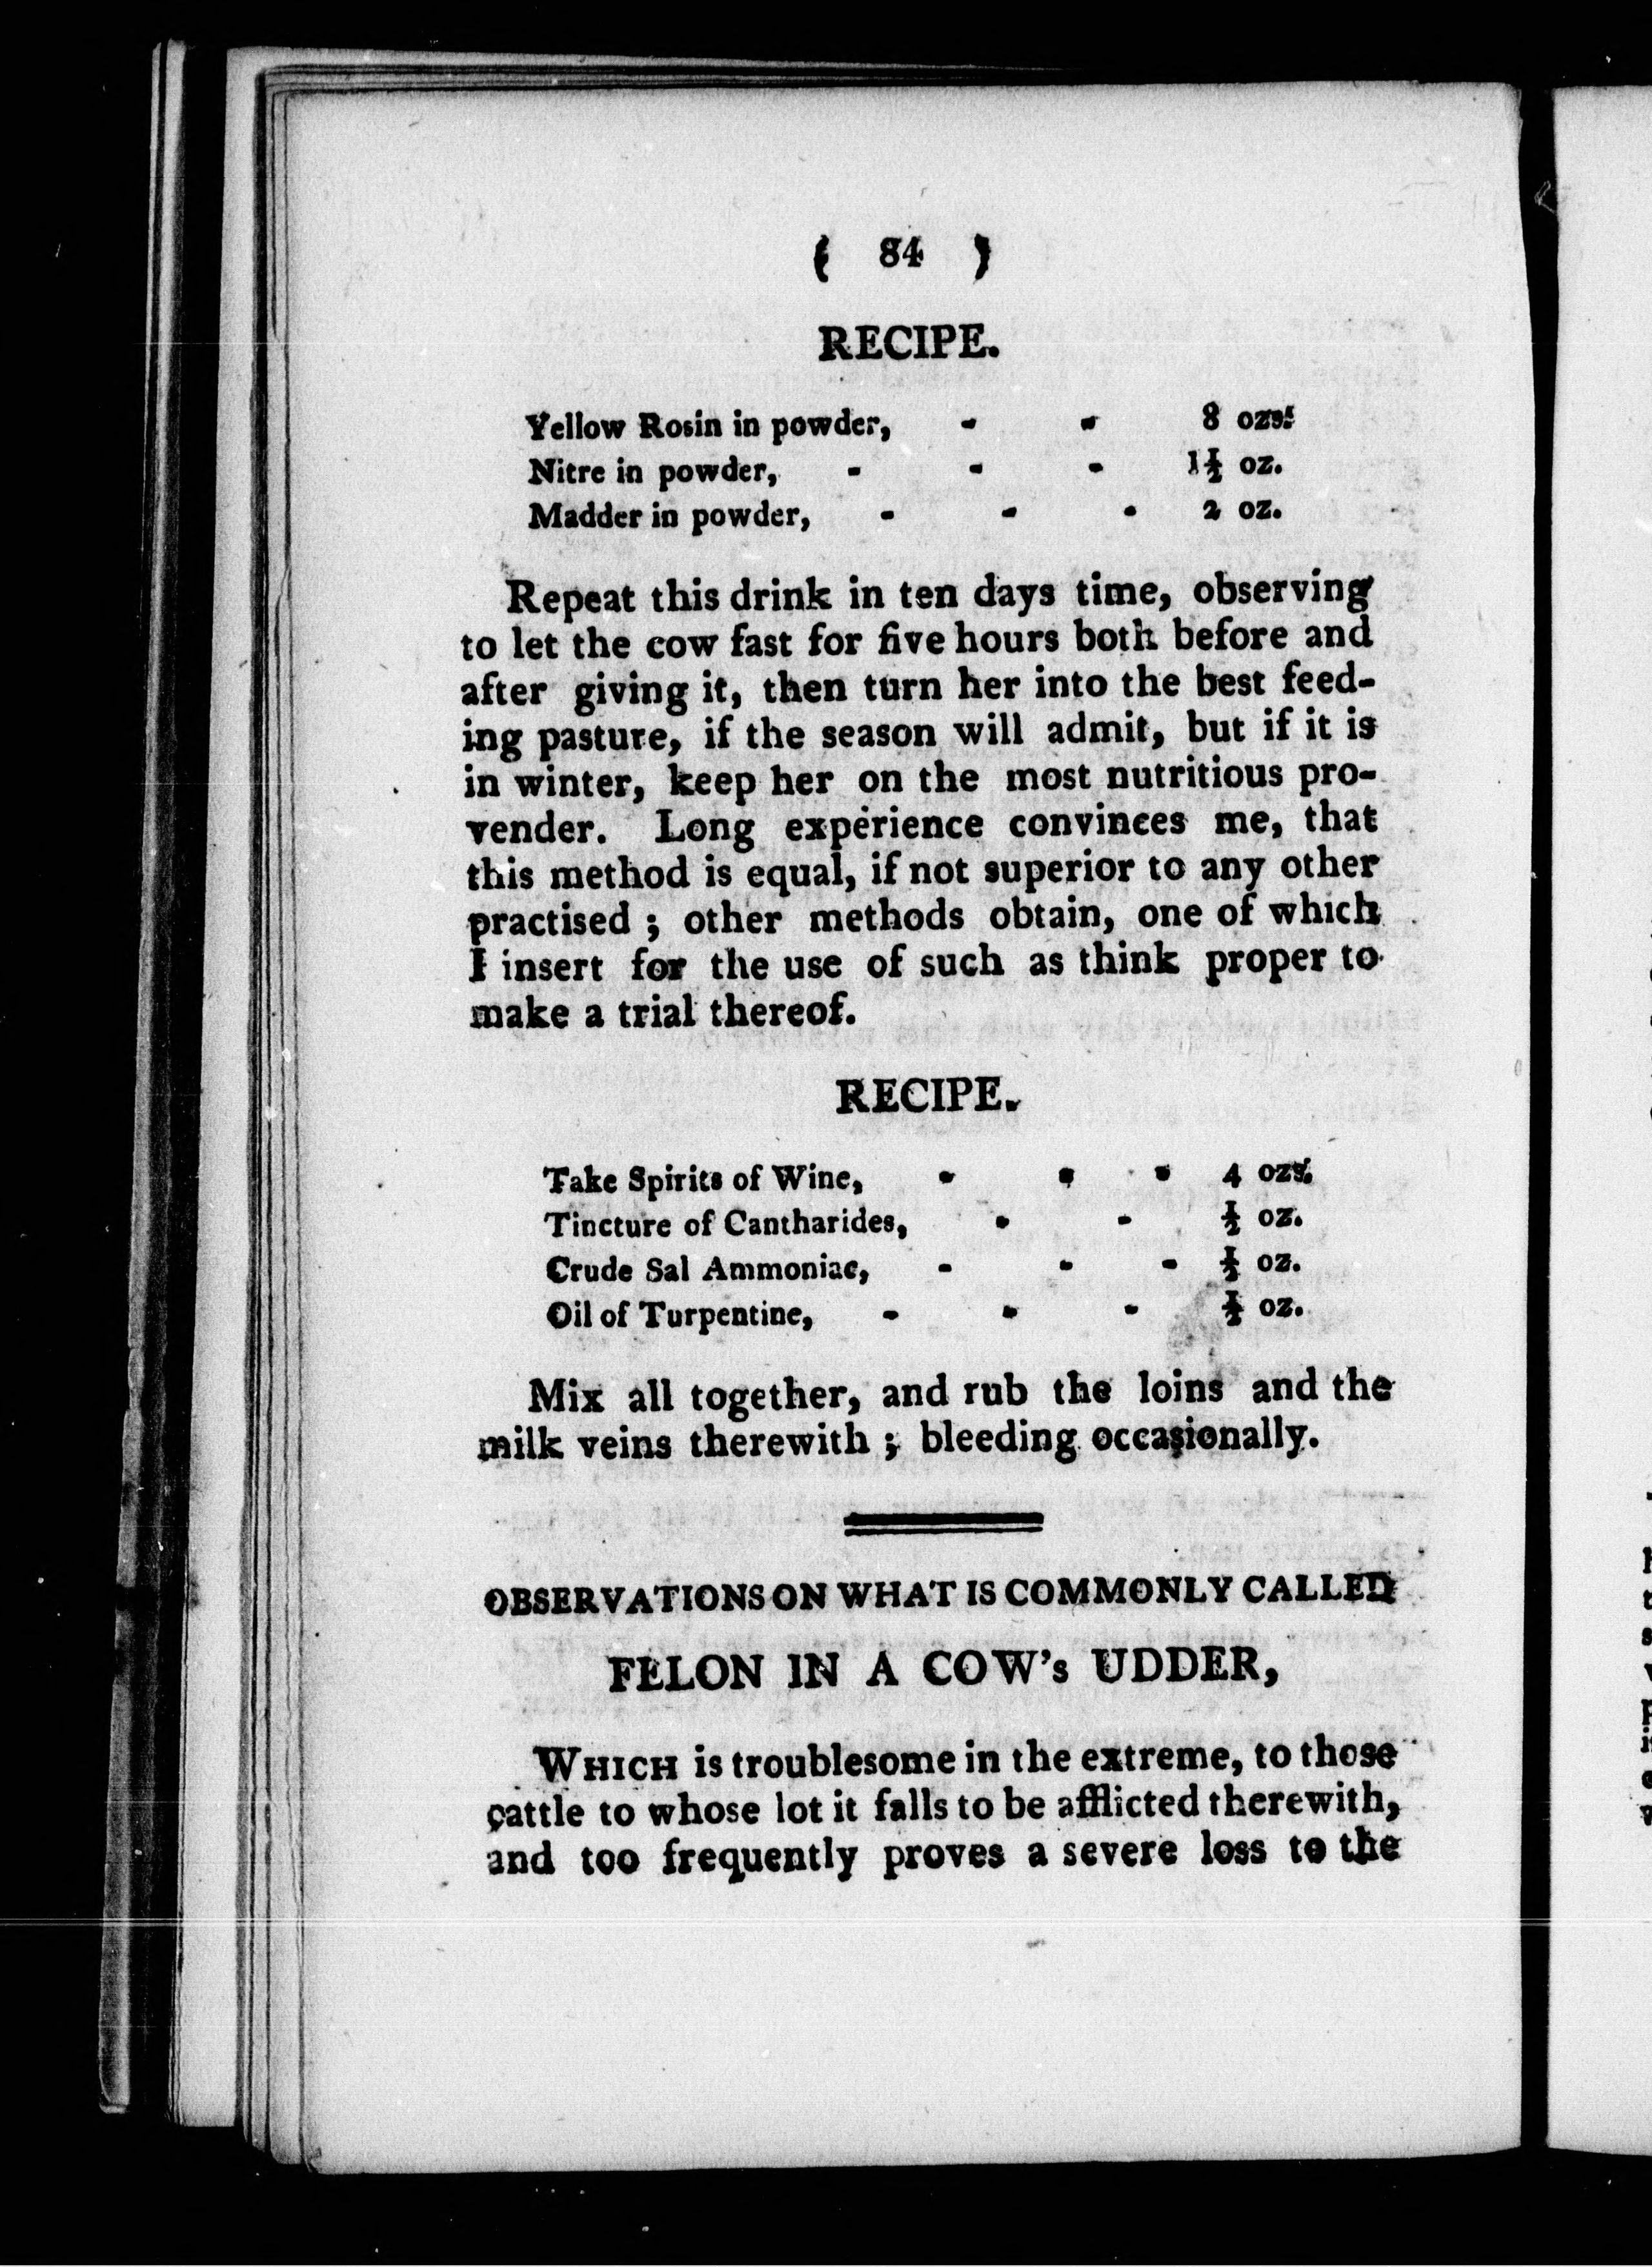 ( 84 )
RECIPE.
Yellow Rosin in powder, - - 8 ozs.
Nitre in powder, - - - 1½ oz.
Madder in powder, - - - 2 oz.
Repeat this drink in ten days time, observing
to let the cow fast for five hours both before and
after giving it, then turn her into the best feed-
ing pasture, if the season will admit, but if it is
in winter, keep her on the most nutritious pro-
vender. Long experience convinces me, that
this method is equal, if not superior to any other
practised ; other methods obtain, one of which
I insert for the use of such as think proper to
make a trial thereof.
RECIPE.
Take Spirits of Wine, - - - 4 ozs.
Tincture of Cantharides, - - ½ oz.
Crude Sal Ammoniac, - - - ½ oz.
Oil of Turpentine, - - - ½ oz.
Mix all together, and rub the loins and the
milk veins therewith ; bleeding occasionally.
OBSERVATIONS ON WHAT IS COMMONLY CALLED
FELON IN A COW's UDDER,
WHICH is troublesome in the extreme, to those
cattle to whose lot it falls to be afflicted therewith,
and too frequently proves a severe loss to the